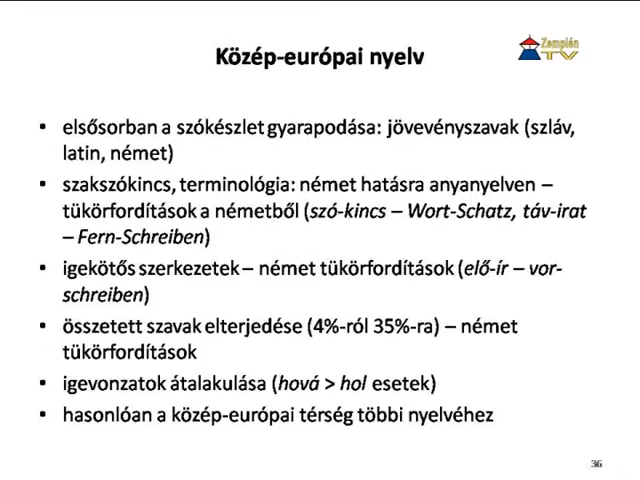 Közép-európai nyelv
Zemplén
TV
• elsősorban a szókészlet gyarapodása: jövevényszavak (szláv,
latin, német)
• szakszókincs, terminológia: német hatásra anyanyelven –
tükörfordítások a németből (szó-kincs – Wort-Schatz, táv-irat
– Fern-Schreiben)
• igekötős szerkezetek – német tükörfordítások (elő-ír – vor-
schreiben)
• összetett szavak elterjedése (4%-ról 35%-ra) – német
tükörfordítások
• igevonzatok átalakulása (hová > hol esetek)
• hasonlóan a közép-európai térség többi nyelvéhez
36